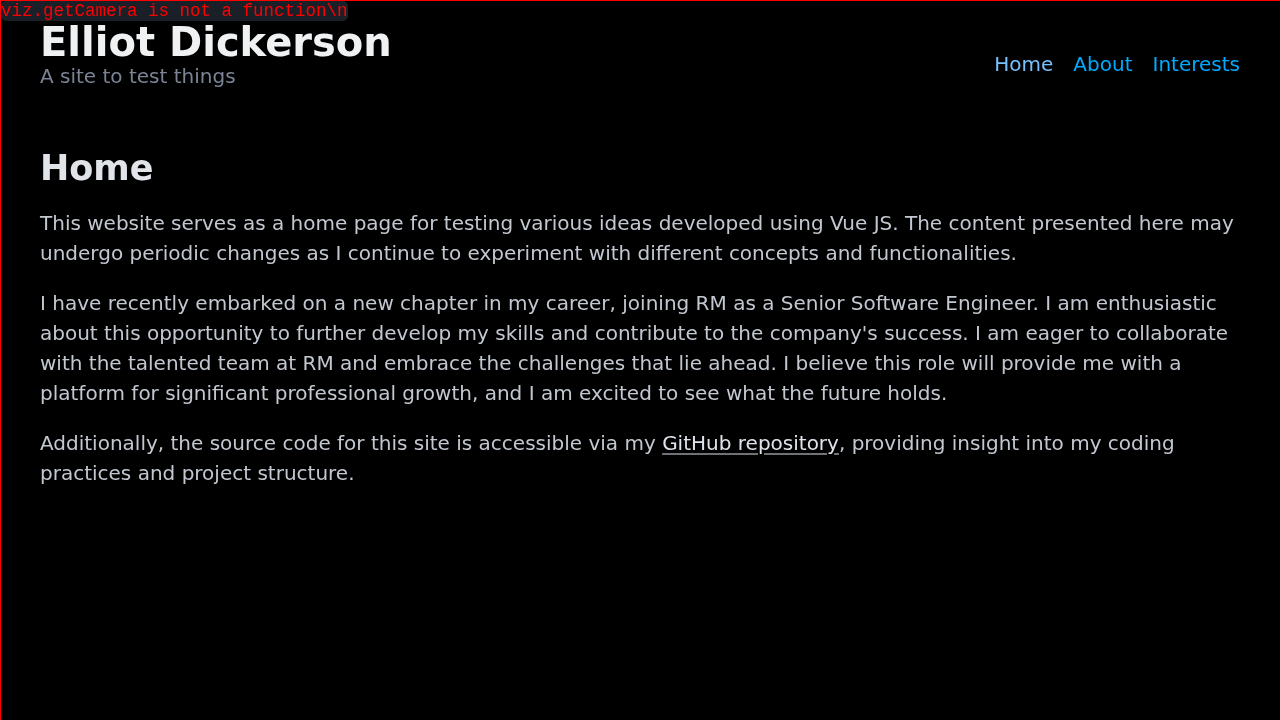 viz.getCamera is not a function\n
Elliot Dickerson
A site to test things
Home About Interests
Home
This website serves as a home page for testing various ideas developed using Vue JS. The content presented here may
undergo periodic changes as I continue to experiment with different concepts and functionalities.
I have recently embarked on a new chapter in my career, joining RM as a Senior Software Engineer. I am enthusiastic
about this opportunity to further develop my skills and contribute to the company's success. I am eager to collaborate
with the talented team at RM and embrace the challenges that lie ahead. I believe this role will provide me with a
platform for significant professional growth, and I am excited to see what the future holds.
Additionally, the source code for this site is accessible via my GitHub repository, providing insight into my coding
practices and project structure.